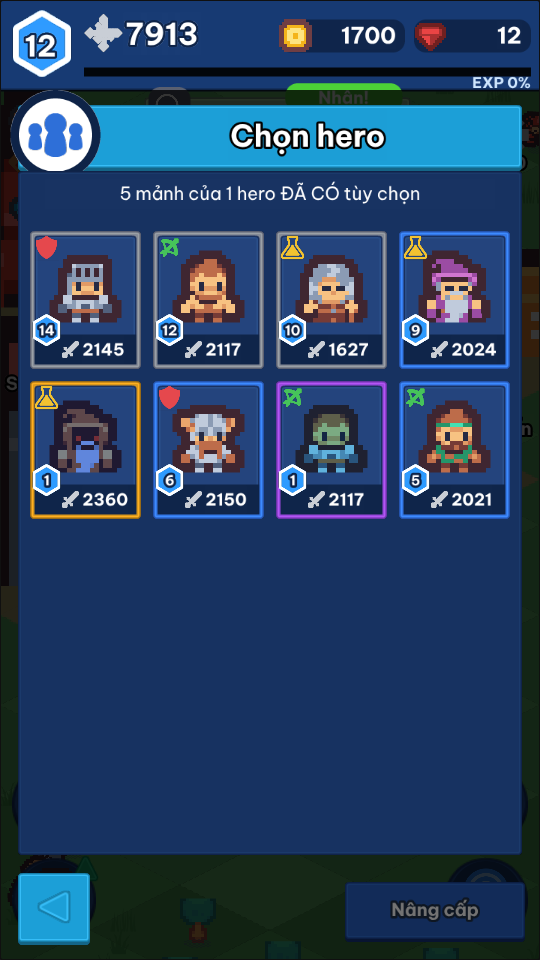 12
7913
1700
12
EXP 0%
Nhận!
Chọn hero
5 mảnh của 1 hero ĐÃ CÓ tùy chọn
14 2145
12 2117
10 1627
9 2024
1 2360
6 2150
1 2117
5 2021
Nâng cấp